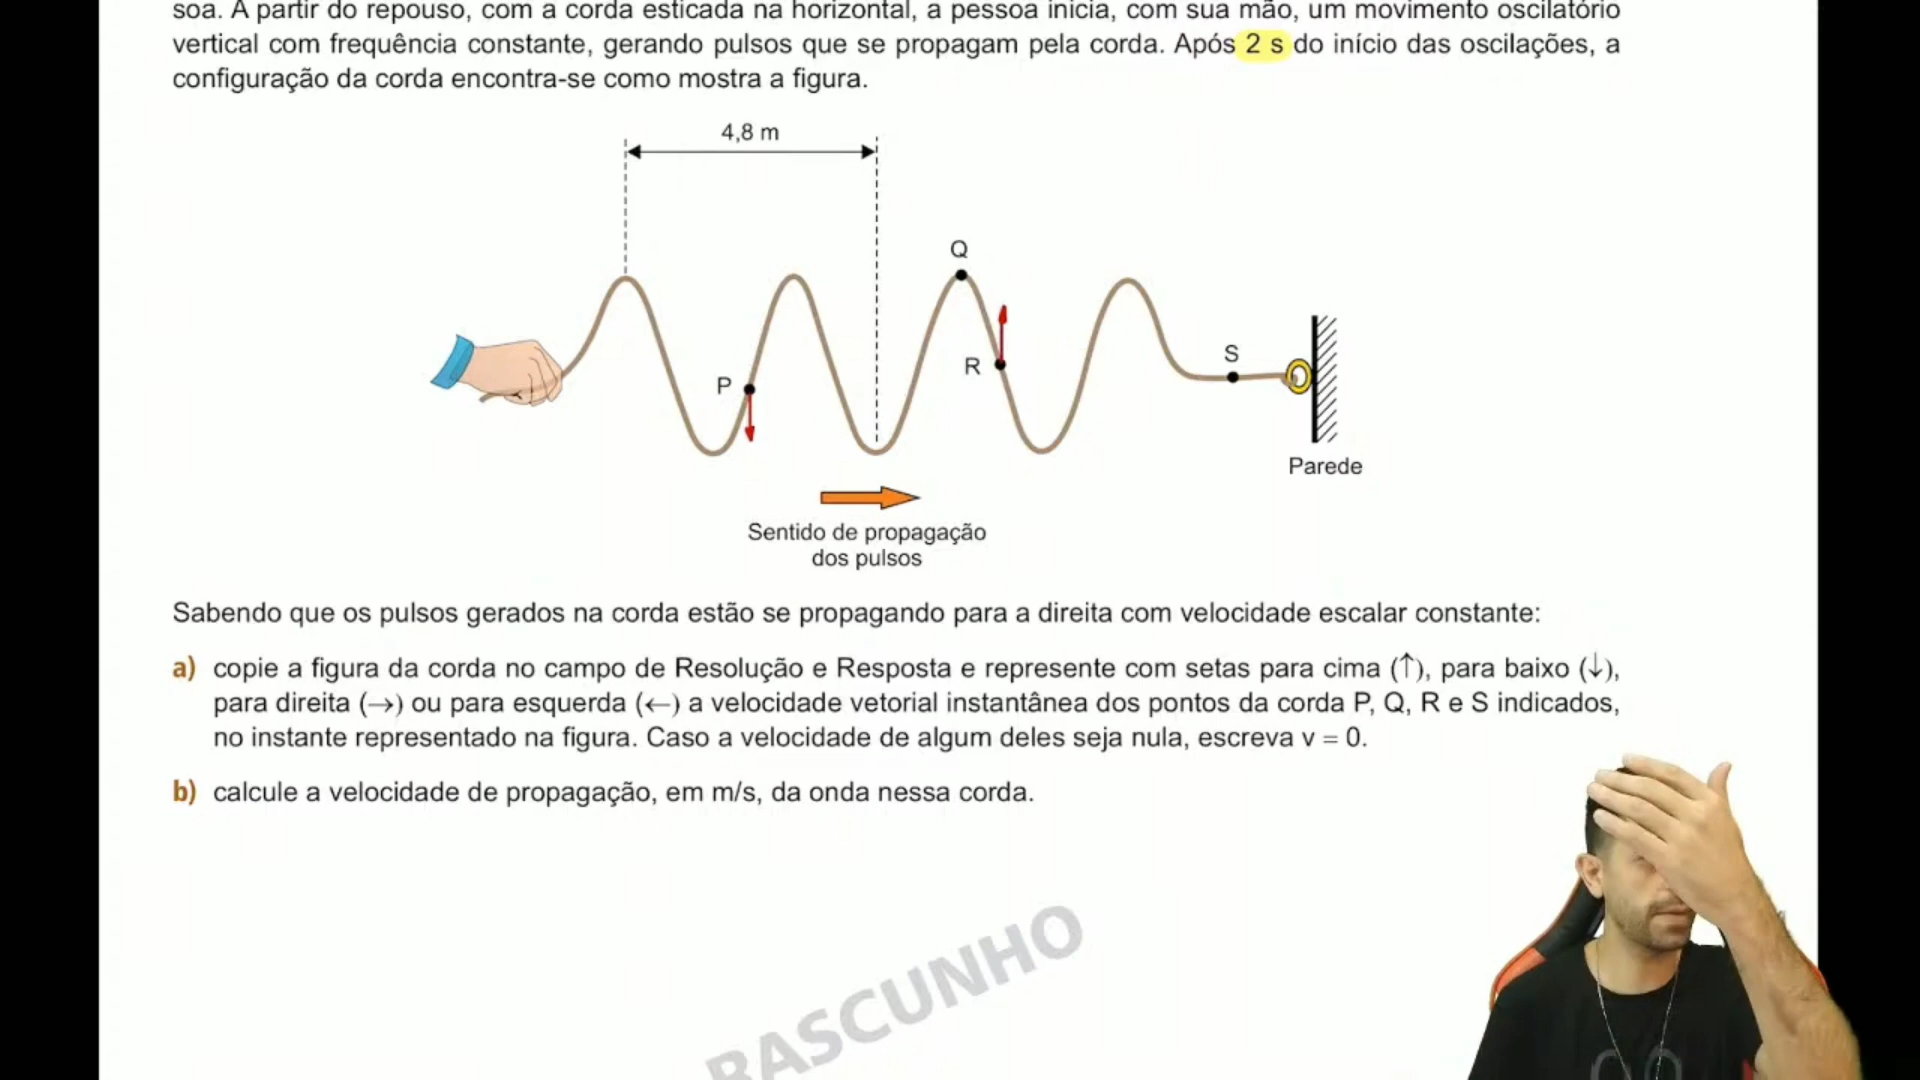 soa. A partir do repouso, com a corda esticada na horizontal, a pessoa inicia, com sua mão, um movimento oscilatório
vertical com frequência constante, gerando pulsos que se propagam pela corda. Após 2 s do início das oscilações, a
configuração da corda encontra-se como mostra a figura.
4,8 m
Q
S
R
P
Parede
Sentido de propagação
dos pulsos
Sabendo que os pulsos gerados na corda estão se propagando para a direita com velocidade escalar constante:
a) copie a figura da corda no campo de Resolução e Resposta e represente com setas para cima (↑), para baixo (↓),
para direita (→) ou para esquerda (←) a velocidade vetorial instantânea dos pontos da corda P, Q, R e S indicados,
no instante representado na figura. Caso a velocidade de algum deles seja nula, escreva v = 0.
b) calcule a velocidade de propagação, em m/s, da onda nessa corda.
RASCUNHO